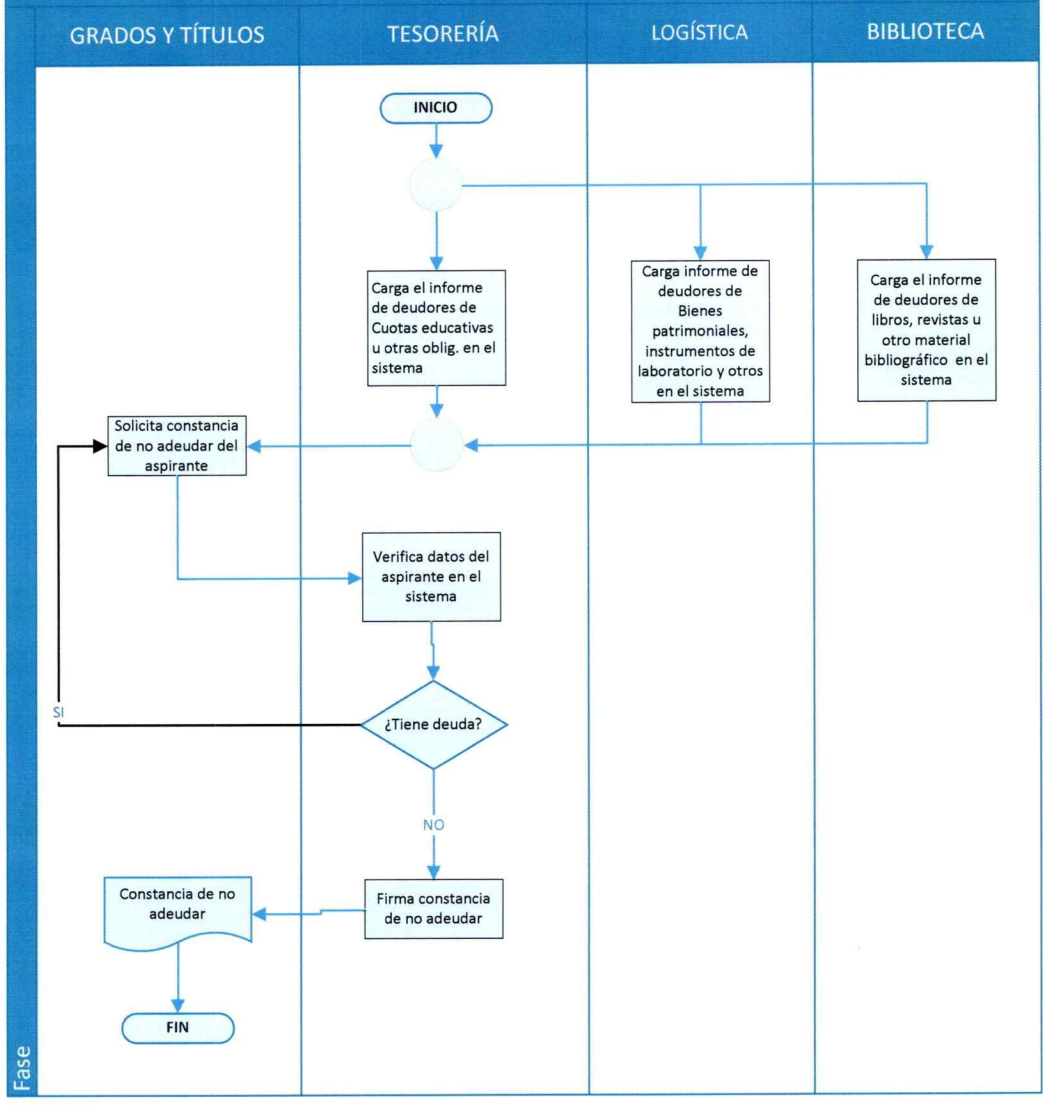 GRADOS Y TÍTULOS
TESORERÍA
LOGÍSTICA
BIBLIOTECA
INICIO
Carga el informe
de deudores de
Cuotas educativas
u otras oblig. en el
sistema
Carga informe de
deudores de
Bienes
patrimoniales,
instrumentos de
laboratorio y otros
en el sistema
Carga el informe
de deudores de
libros, revistas u
otro material
bibliográfico en el
sistema
Solicita constancia
de no adeudar del
aspirante
Verifica datos del
aspirante en el
sistema
SI
¿Tiene deuda?
NO
Constancia de no
adeudar
Firma constancia
de no adeudar
FIN
Fase